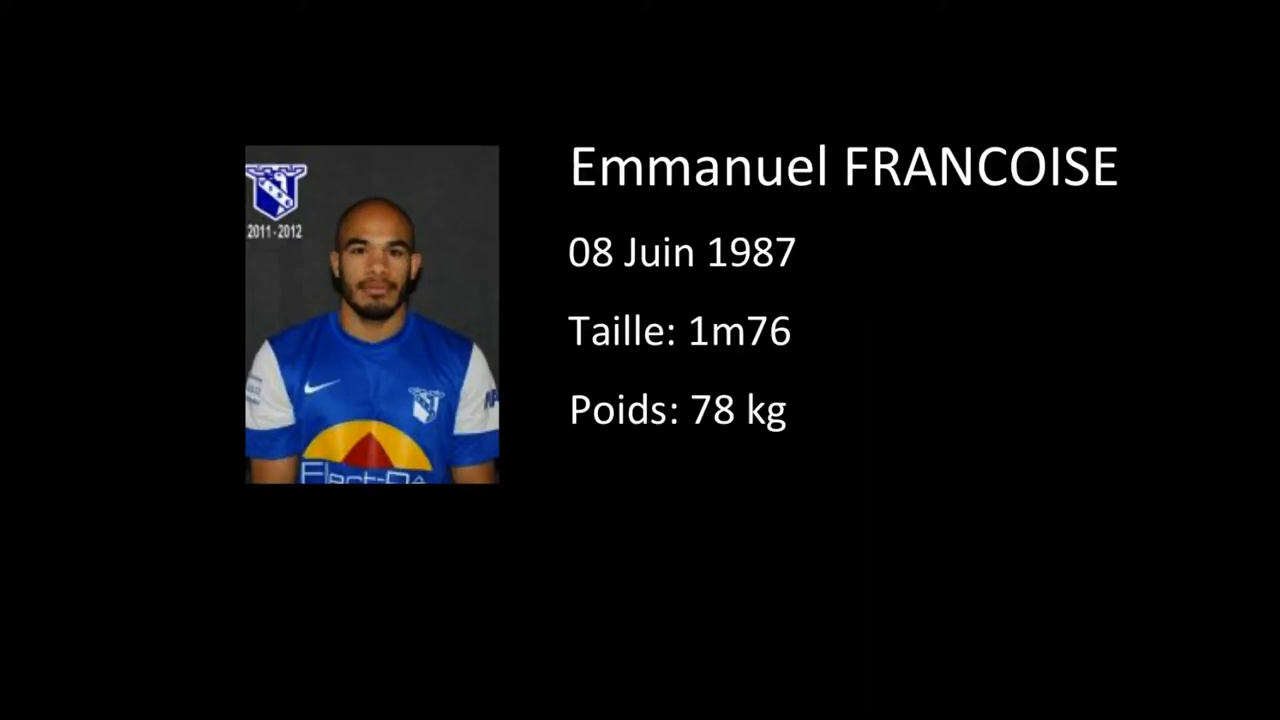 Emmanuel FRANCOISE
08 Juin 1987
Taille: 1m76
Poids: 78 kg
2011-2012